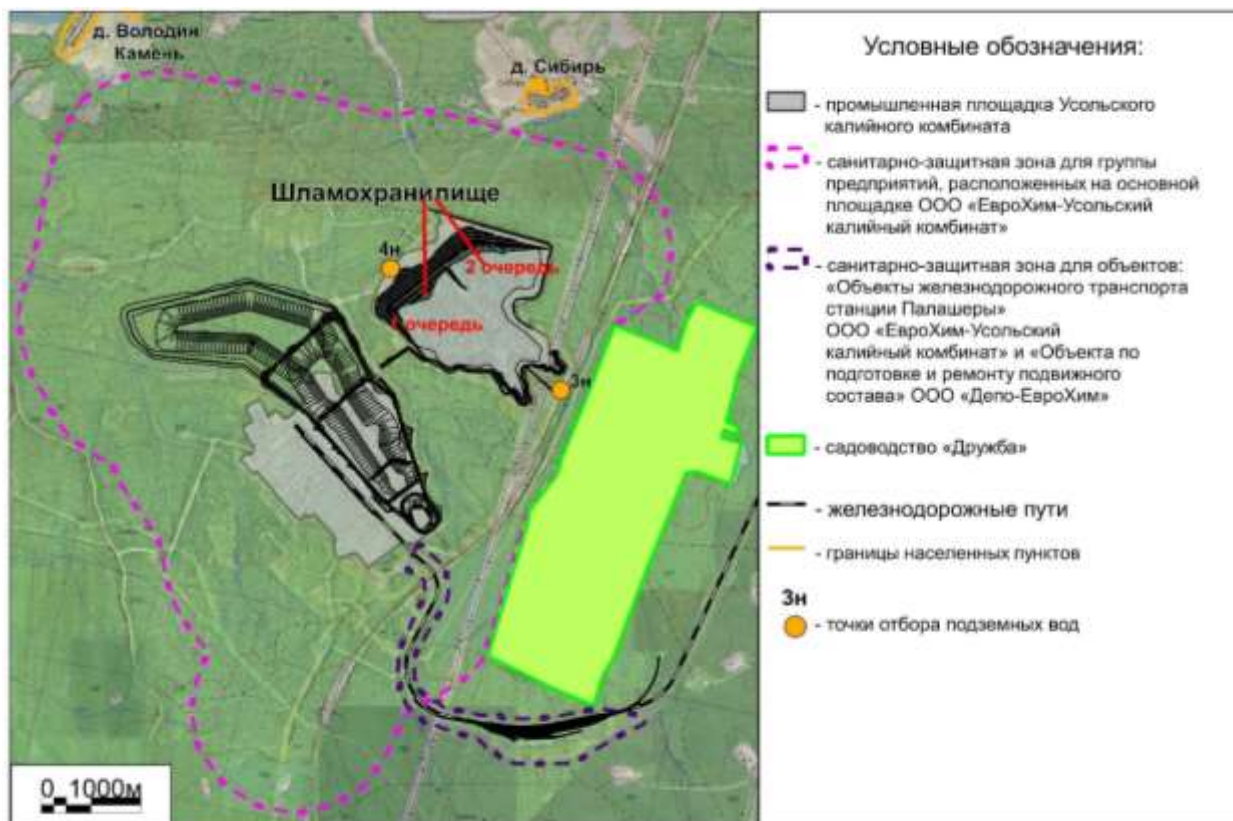 д. Володин
Камень
д. Сибирь
Шламохранилище
4н
2 очередь
1 очередь
3н
0 1000м
Условные обозначения:
- промышленная площадка Усольского
калийного комбината
- санитарно-защитная зона для группы
предприятий, расположенных на основной
площадке ООО «ЕвроХим-Усольский
калийный комбинат»
- санитарно-защитная зона для объектов:
«Объекты железнодорожного транспорта
станции Палашеры»
ООО «ЕвроХим-Усольский
калийный комбинат» и «Объекта по
подготовке и ремонту подвижного
состава» ООО «Депо-ЕвроХим»
- садоводство «Дружба»
- железнодорожные пути
- границы населенных пунктов
3н
- точки отбора подземных вод